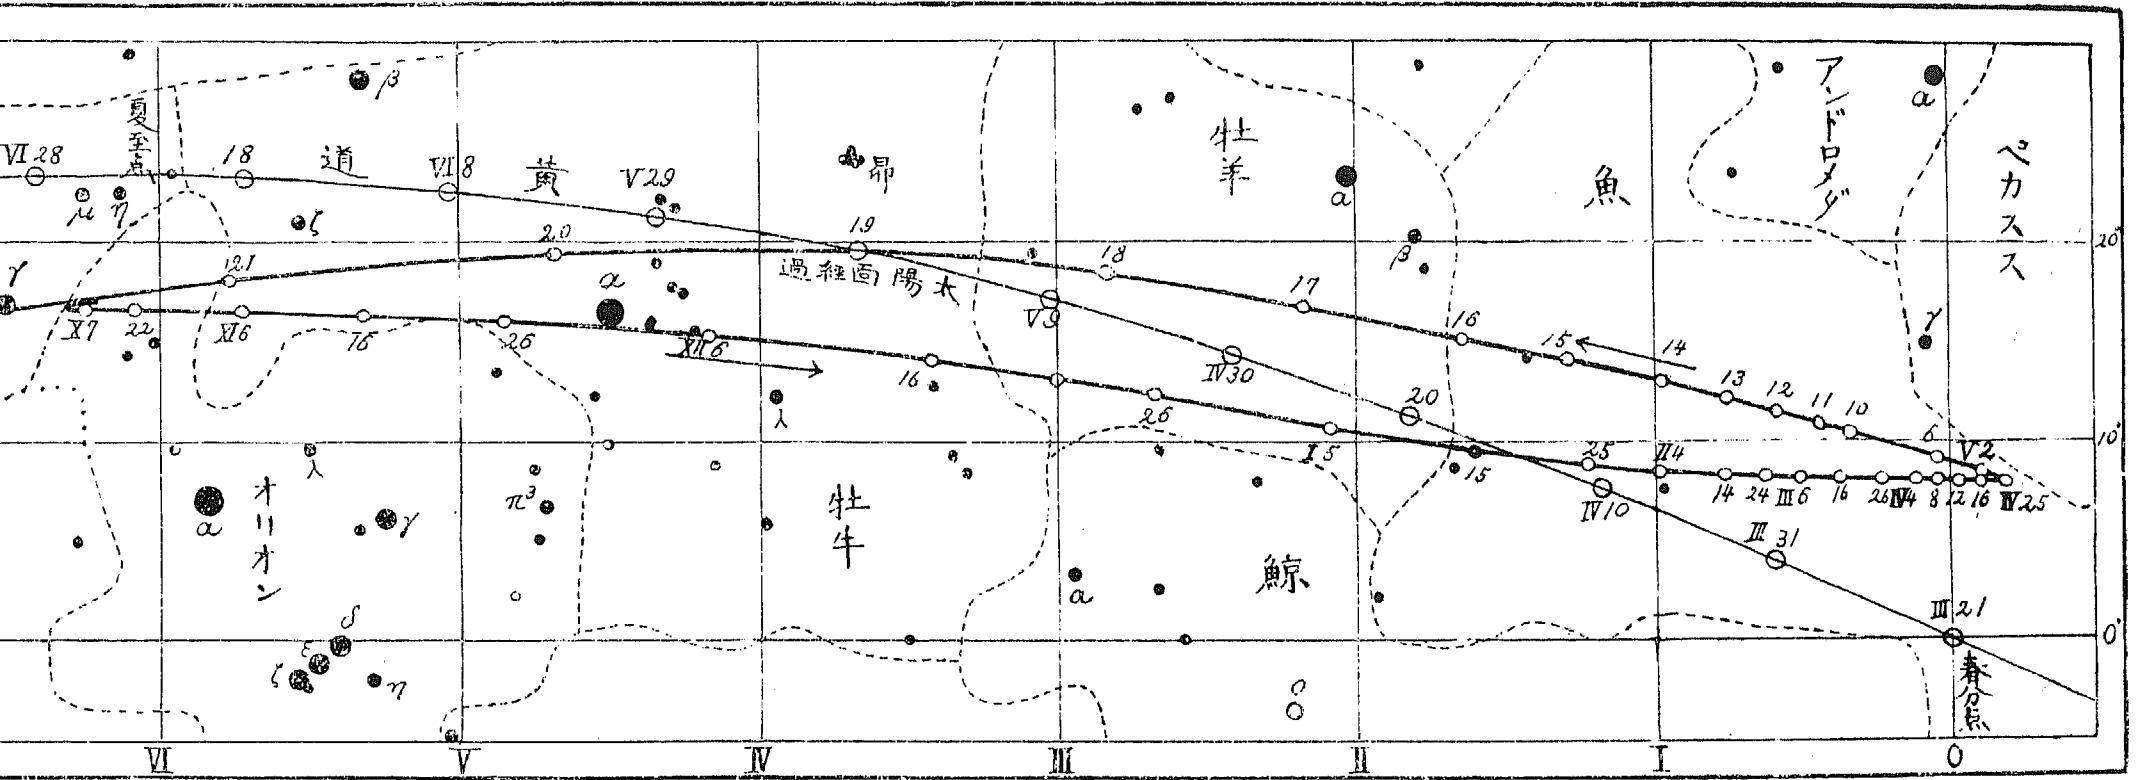 β
夏至点
アンドロメダ
α
VI 28
18
道
VI 8
黄
V 29
昴
牡羊
α
魚
ペガスス
μ
η
ζ
20
19
20°
β
γ
21
α
太陽面経過
18
V 9
17
16
15
14
γ
XI 7
22
XI 6
16
26
XII 6
16
IV 30
13
12
11
10
26
20
6
V 2
10°
λ
I 5
15
25
II 4
14
24
III 6
16
26
IV 4
8
12
16
IV 25
λ
オリオン
α
γ
π³
牡牛
IV 10
III 31
α
鯨
δ
ε
ζ
η
III 21
0°
春分点
VI
V
IV
III
II
I
0